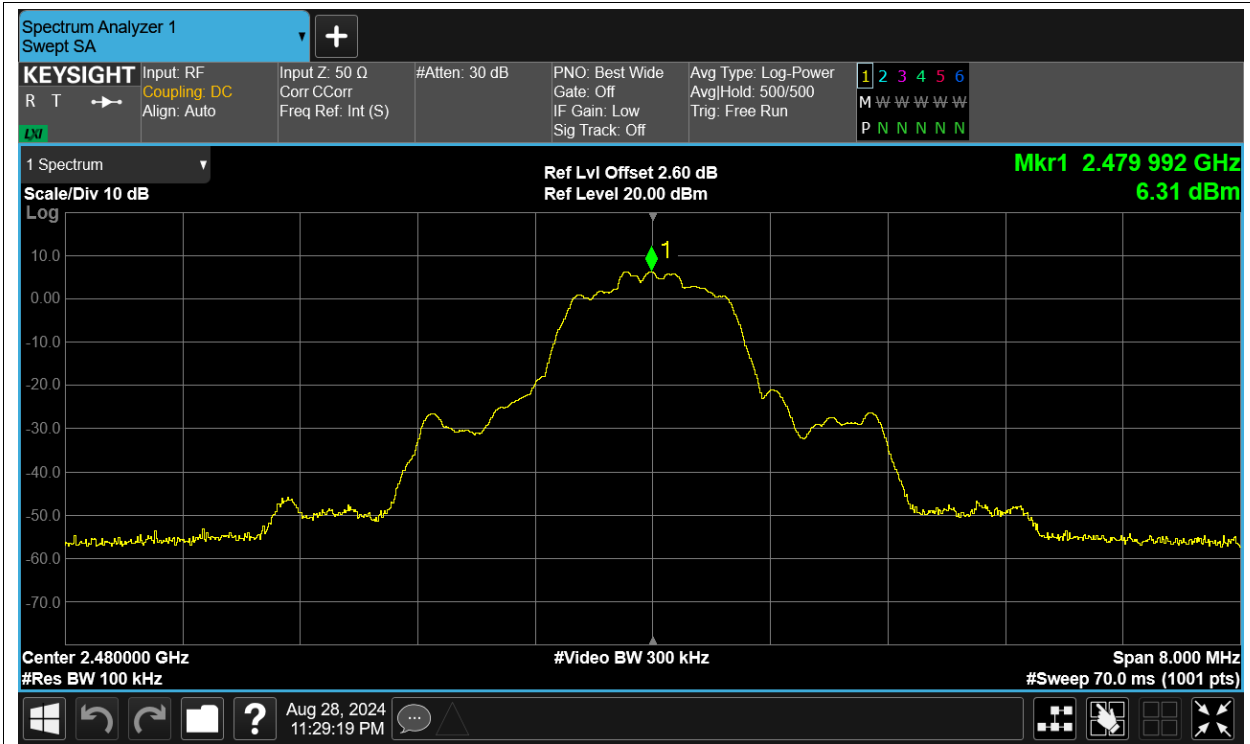 Spectrum Analyzer 1
Swept SA
KEYSIGHT
R T
LXI
Input: RF
Coupling: DC
Align: Auto
Input Z: 50 Ω
Corr CCorr
Freq Ref: Int (S)
#Atten: 30 dB
PNO: Best Wide
Gate: Off
IF Gain: Low
Sig Track: Off
Avg Type: Log-Power
Avg|Hold: 500/500
Trig: Free Run
1 2 3 4 5 6
M W W W W W
P N N N N N
1 Spectrum
Scale/Div 10 dB
Log
Ref Lvl Offset 2.60 dB
Ref Level 20.00 dBm
Mkr1 2.479 992 GHz
6.31 dBm
1
10.0
0.00
-10.0
-20.0
-30.0
-40.0
-50.0
-60.0
-70.0
Center 2.480000 GHz
#Res BW 100 kHz
#Video BW 300 kHz
Span 8.000 MHz
#Sweep 70.0 ms (1001 pts)
?
Aug 28, 2024
11:29:19 PM